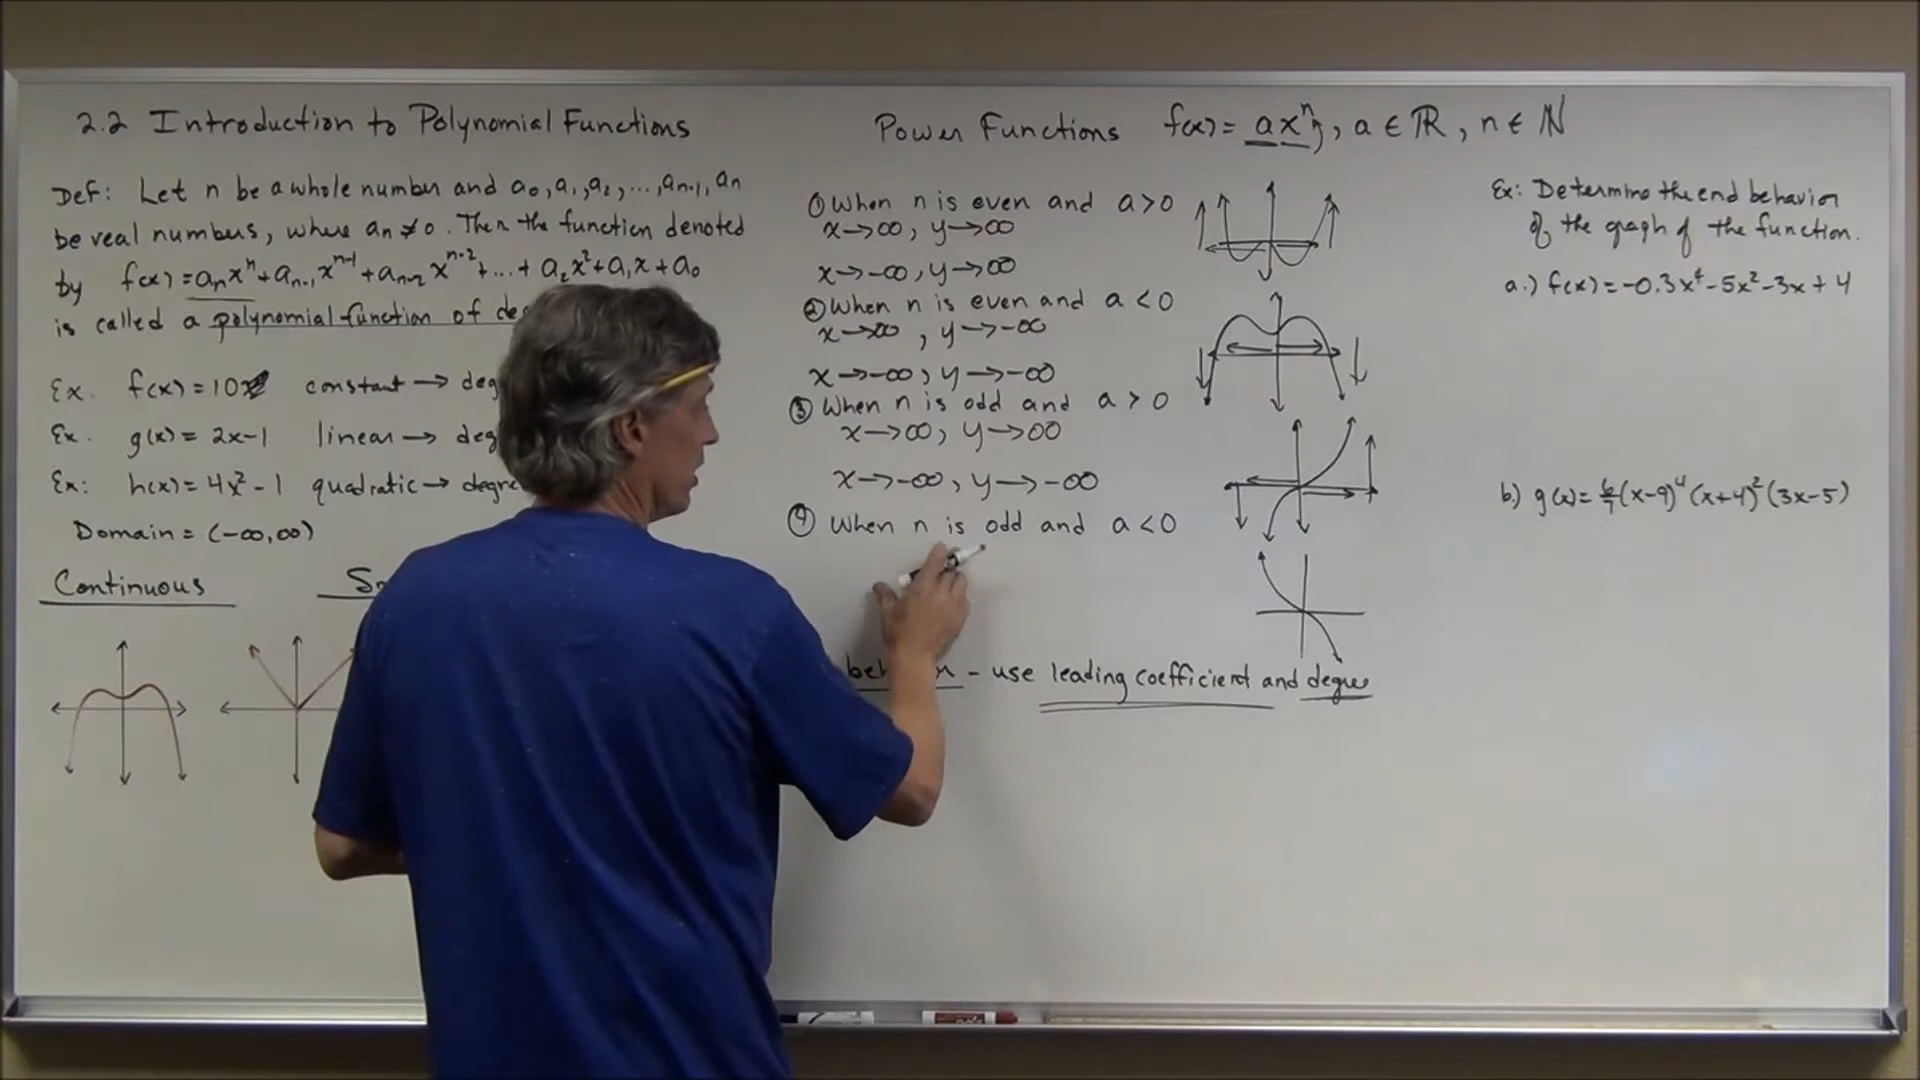 2.2 Introduction to Polynomial Functions
Def: Let n be a whole number and a₀, a₁, a₂, ..., aₙ₋₁, aₙ
be real numbers, where aₙ ≠ 0. Then the function denoted
by f(x) = aₙxⁿ + aₙ₋₁xⁿ⁻¹ + aₙ₋₂xⁿ⁻² + ... + a₂x² + a₁x + a₀
is called a polynomial function of
Ex. f(x) = 10 constant →
Ex. g(x) = 2x-1 linear →
Ex: h(x) = 4x² - 1 quadratic → degre
Domain = (-∞,∞)
Continuous
Power Functions f(x) = axⁿ, a ∈ ℝ, n ∈ ℕ
① When n is even and a > 0
x → ∞, y → ∞
x → -∞, y → ∞
② When n is even and a < 0
x → ∞, y → -∞
x → -∞, y → -∞
③ When n is odd and a > 0
x → ∞, y → ∞
x → -∞, y → -∞
④ When n is odd and a < 0
- use leading coefficient and degree
Ex: Determine the end behavior
of the graph of the function.
a.) f(x) = -0.3x⁴ - 5x² - 3x + 4
b.) g(x) = 6/7 (x-9)⁴ (x+4)² (3x-5)